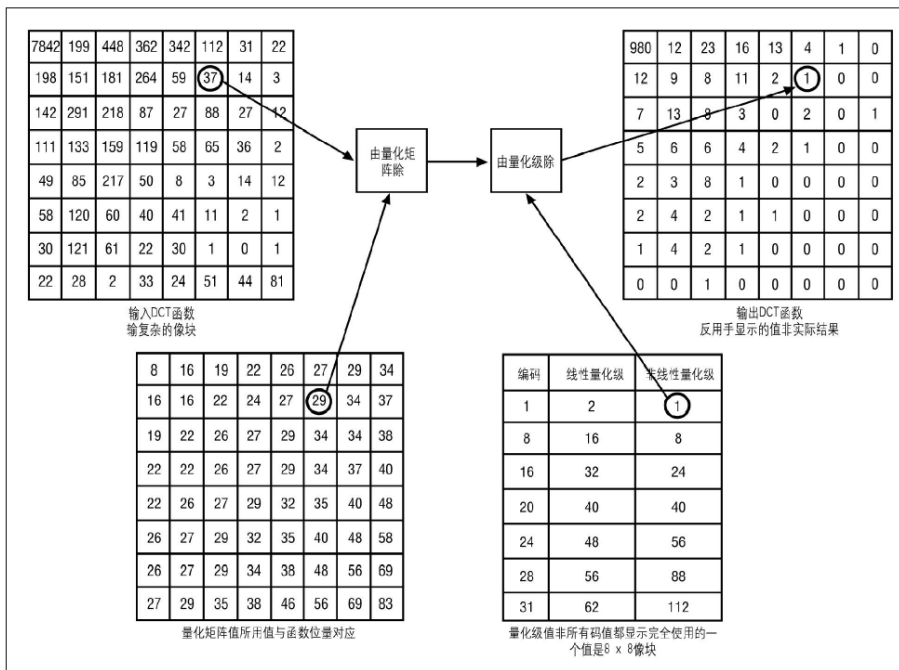 7842 199 448 362 342 112 31 22
198 151 181 264 59 37 14 3
142 291 218 87 27 88 27 12
111 133 159 119 58 65 36 2
49 85 217 50 8 3 14 12
58 120 60 40 41 11 2 1
30 121 61 22 30 1 0 1
22 28 2 33 24 51 44 81
输入DCT函数
输复杂的像块
由量化矩
阵除
由量化级除
980 12 23 16 13 4 1 0
12 9 8 11 2 1 0 0
7 13 8 3 0 2 0 1
5 6 6 4 2 1 0 0
2 3 8 1 0 0 0 0
2 4 2 1 1 0 0 0
1 4 2 1 0 0 0 0
0 0 1 0 0 0 0 0
输出DCT函数
反用手显示的值非实际结果
8 16 19 22 26 27 29 34
16 16 22 24 27 29 34 37
19 22 26 27 29 34 34 38
22 22 26 27 29 34 37 40
22 26 27 29 32 35 40 48
26 27 29 32 35 40 48 58
26 27 29 34 38 48 56 69
27 29 35 38 46 56 69 83
量化矩阵值所用值与函数位量对应
编码 线性量化级 非线性量化级
1 2 1
8 16 8
16 32 24
20 40 40
24 48 56
28 56 88
31 62 112
量化级值非所有码值都显示完全使用的一
个值是8 x 8像块